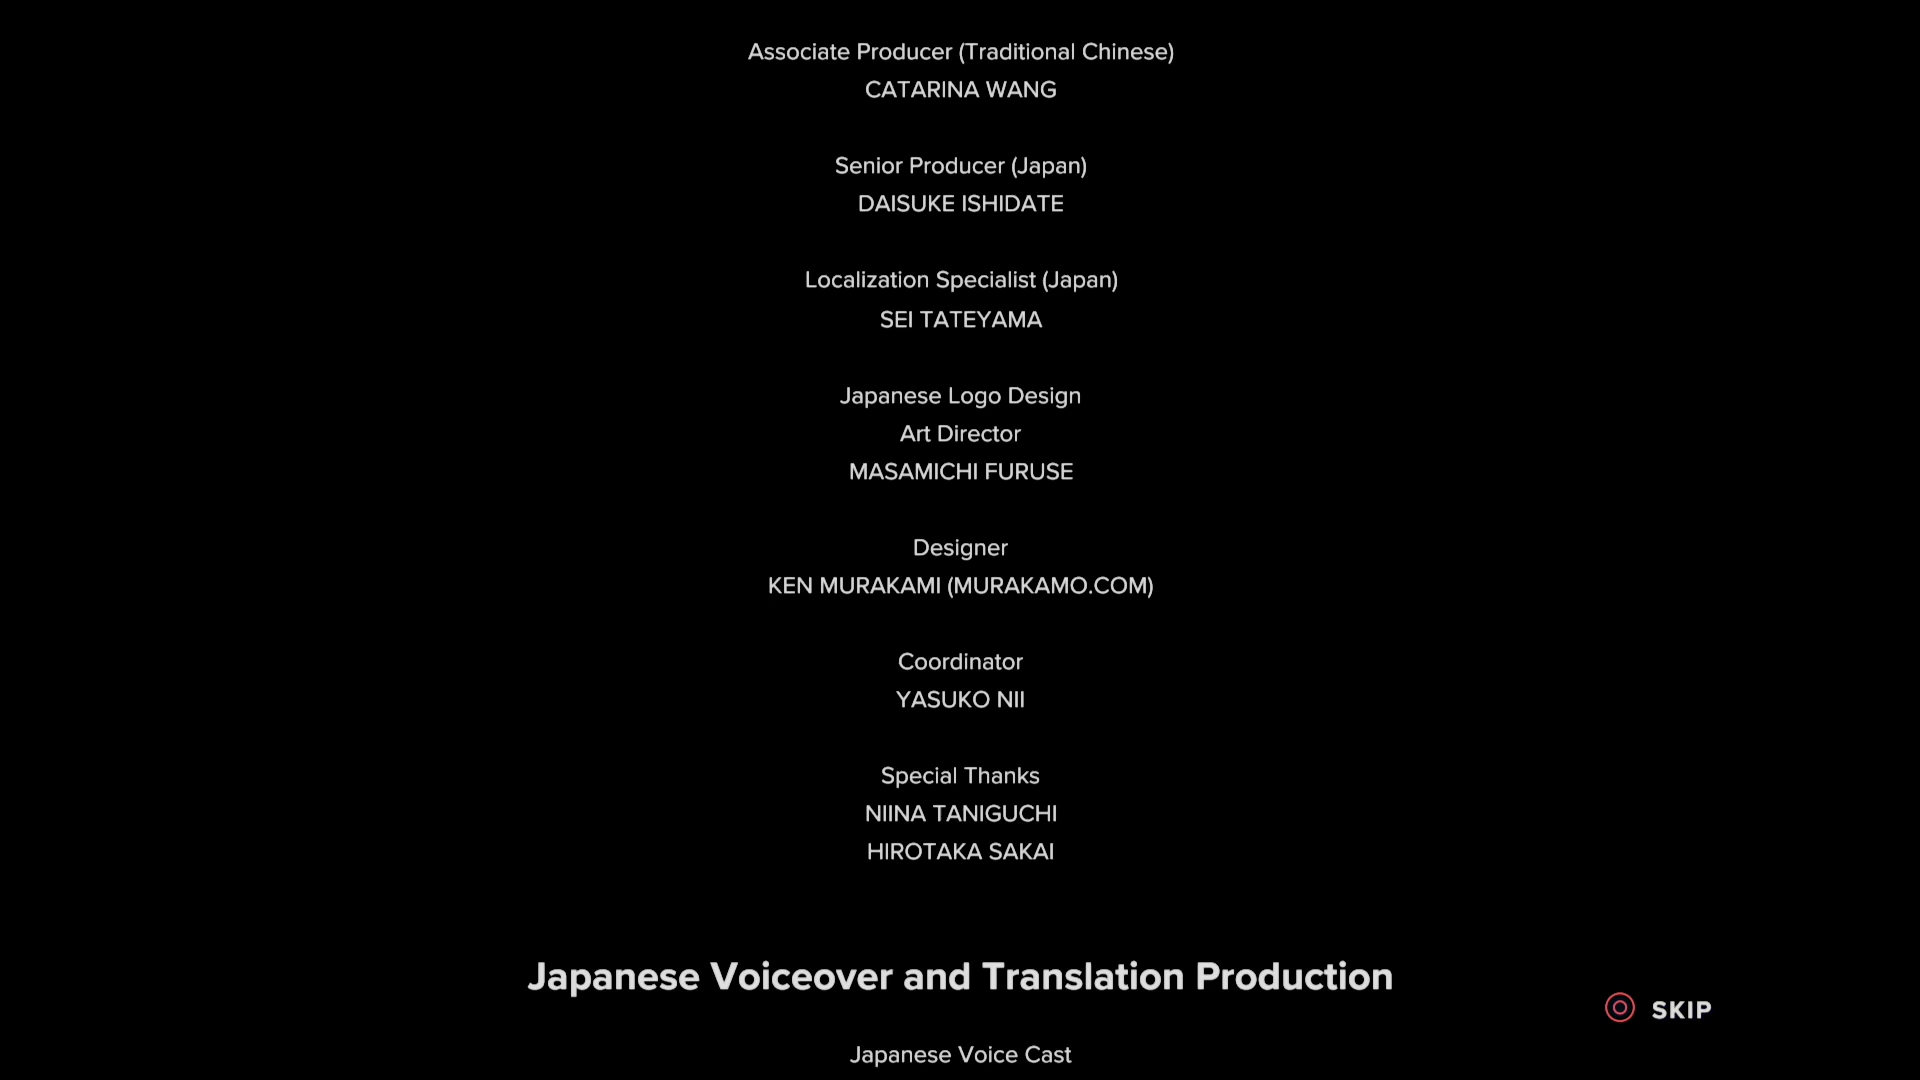 Associate Producer (Traditional Chinese)
CATARINA WANG
Senior Producer (Japan)
DAISUKE ISHIDATE
Localization Specialist (Japan)
SEI TATEYAMA
Japanese Logo Design
Art Director
MASAMICHI FURUSE
Designer
KEN MURAKAMI (MURAKAMO.COM)
Coordinator
YASUKO NII
Special Thanks
NIINA TANIGUCHI
HIROTAKA SAKAI
Japanese Voiceover and Translation Production
SKIP
Japanese Voice Cast